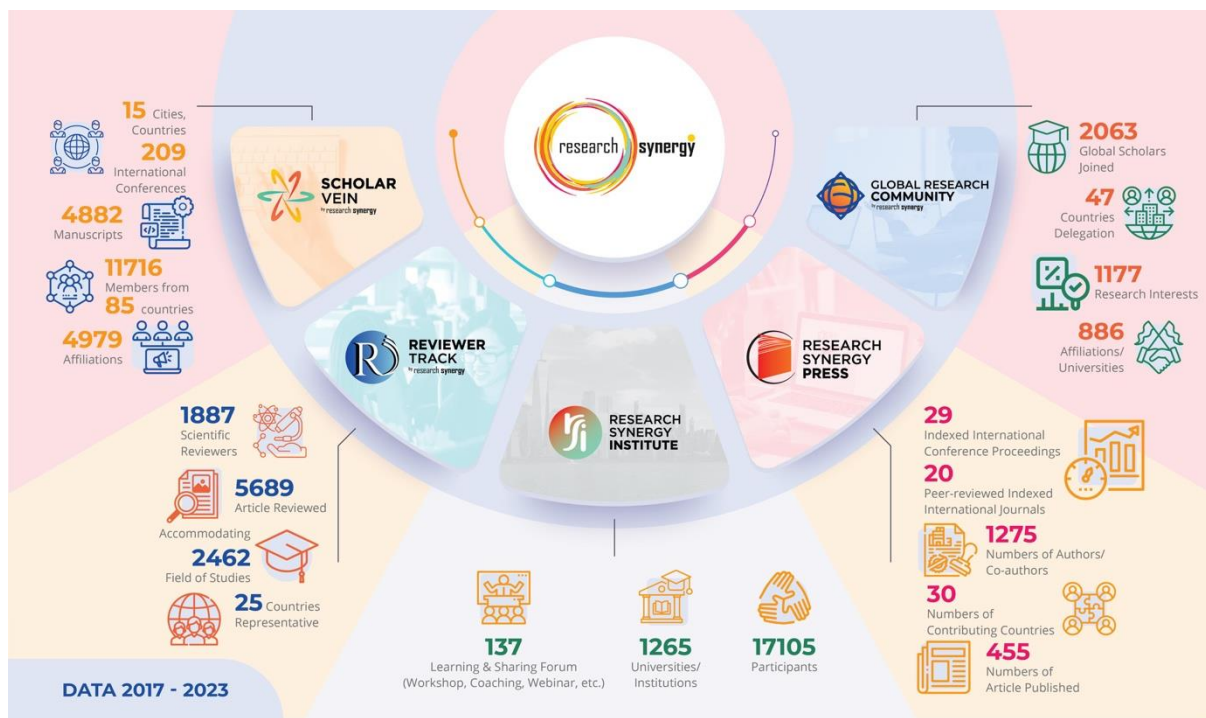 research synergy
15 Cities,
Countries
209
International
Conferences
4882
Manuscripts
11716
Members from
85 countries
4979
Affiliations
SCHOLAR
VEIN
by research synergy
REVIEWER
TRACK
by research synergy
1887
Scientific
Reviewers
5689
Article Reviewed
Accommodating
2462
Field of Studies
25 Countries
Representative
RESEARCH
SYNERGY
INSTITUTE
137
Learning & Sharing Forum
(Workshop, Coaching, Webinar, etc.)
1265
Universities/
Institutions
17105
Participants
RESEARCH
SYNERGY
PRESS
29
Indexed International
Conference Proceedings
20
Peer-reviewed Indexed
International Journals
1275
Numbers of Authors/
Co-authors
30
Numbers of
Contributing Countries
455
Numbers of
Article Published
GLOBAL RESEARCH
COMMUNITY
by research synergy
2063
Global Scholars
Joined
47
Countries
Delegation
1177
Research Interests
886
Affiliations/
Universities
DATA 2017 - 2023